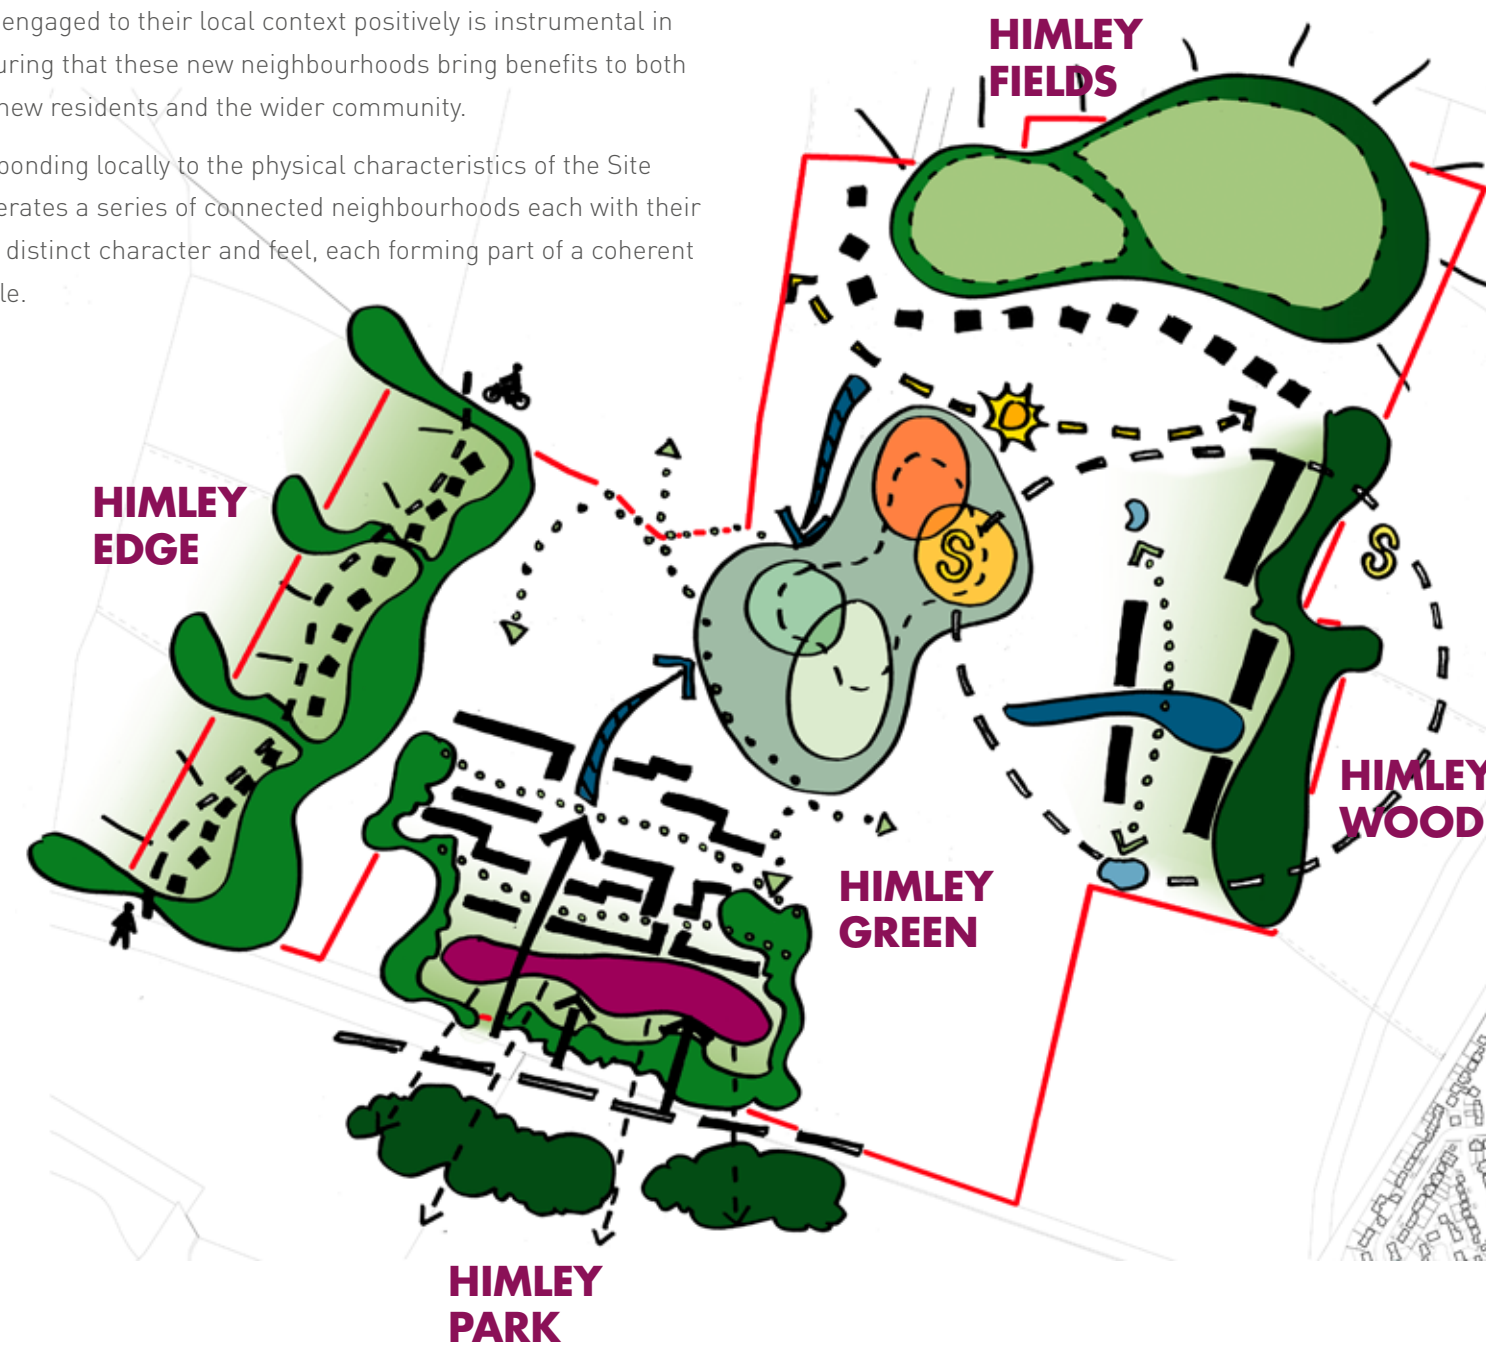 engaged to their local context positively is instrumental in
uring that these new neighbourhoods bring benefits to both
new residents and the wider community.
ponding locally to the physical characteristics of the Site
erates a series of connected neighbourhoods each with their
distinct character and feel, each forming part of a coherent
le.
HIMLEY
FIELDS
HIMLEY
EDGE
S
S
HIMLEY
WOOD
HIMLEY
GREEN
HIMLEY
PARK